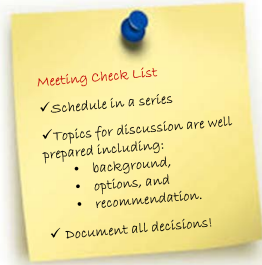 Meeting Check List
✓Schedule in a series
✓Topics for discussion are well
prepared including:
• background,
• options, and
• recommendation.
✓ Document all decisions!